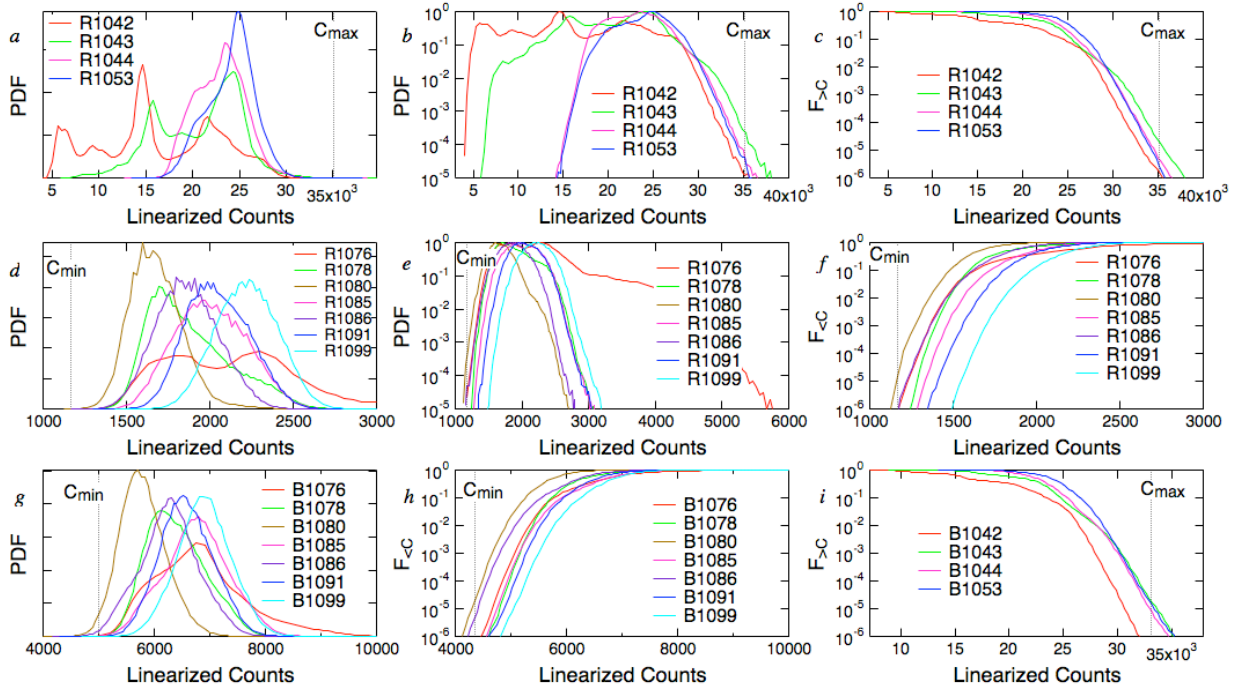 a
R1042
R1043
R1044
R1053
Cmax
PDF
5
15
25
35x10³
Linearized Counts
b
Cmax
R1042
R1043
R1044
R1053
PDF
10⁰
10⁻¹
10⁻²
10⁻³
10⁻⁴
10⁻⁵
5
10
15
20
25
30
35
40x10³
Linearized Counts
c
Cmax
R1042
R1043
R1044
R1053
F>C
10⁰
10⁻¹
10⁻²
10⁻³
10⁻⁴
10⁻⁵
10⁻⁶
5
10
15
20
25
30
35
40x10³
Linearized Counts
d
Cmin
R1076
R1078
R1080
R1085
R1086
R1091
R1099
PDF
1000
1500
2000
2500
3000
Linearized Counts
e
Cmin
R1076
R1078
R1080
R1085
R1086
R1091
R1099
PDF
10⁰
10⁻¹
10⁻²
10⁻³
10⁻⁴
10⁻⁵
1000
2000
3000
4000
5000
6000
Linearized Counts
f
Cmin
R1076
R1078
R1080
R1085
R1086
R1091
R1099
F<C
10⁰
10⁻¹
10⁻²
10⁻³
10⁻⁴
10⁻⁵
10⁻⁶
1000
1500
2000
2500
3000
Linearized Counts
g
Cmin
B1076
B1078
B1080
B1085
B1086
B1091
B1099
PDF
4000
6000
8000
10000
Linearized Counts
h
Cmin
B1076
B1078
B1080
B1085
B1086
B1091
B1099
F<C
10⁰
10⁻¹
10⁻²
10⁻³
10⁻⁴
10⁻⁵
10⁻⁶
4000
6000
8000
10000
Linearized Counts
i
Cmax
B1042
B1043
B1044
B1053
F>C
10⁰
10⁻¹
10⁻²
10⁻³
10⁻⁴
10⁻⁵
10⁻⁶
10
15
20
25
30
35x10³
Linearized Counts